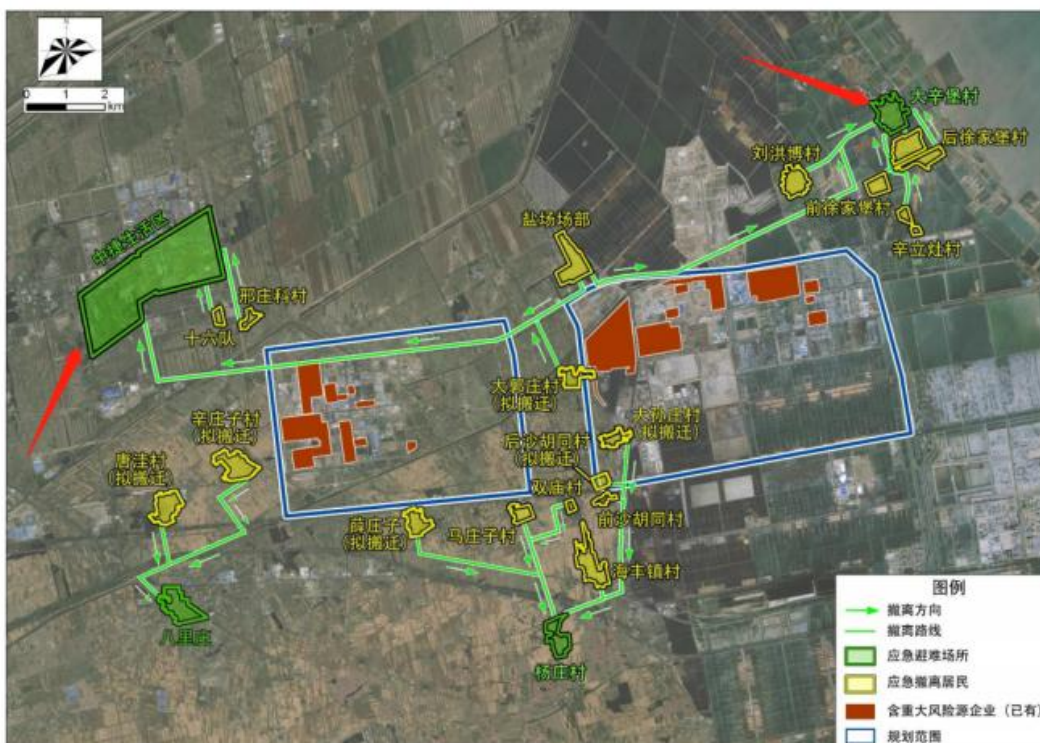 N
0 1 2
km
大辛堡村
后徐家堡村
刘洪博村
前徐家堡村
辛立灶村
盐场场部
中捷生活区
邢庄科村
十六队
大郭庄村
(拟搬迁)
大孙庄村
(拟搬迁)
辛庄子村
(拟搬迁)
后沙胡同村
(拟搬迁)
唐洼村
(拟搬迁)
双庙村
前沙胡同村
薛庄子
(拟搬迁)
马庄子村
海丰镇村
八里庄
杨庄村
图例
撤离方向
撤离路线
应急避难场所
应急撤离居民
含重大风险源企业（已有）
规划范围